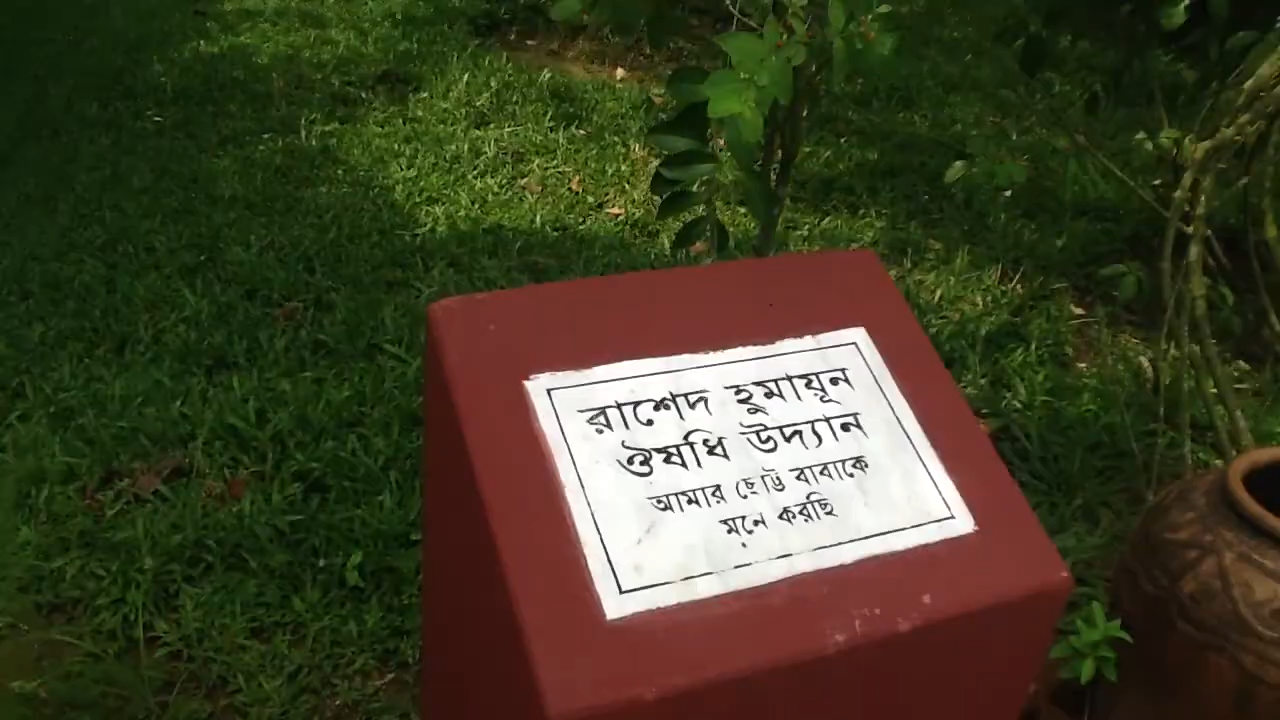 রাশেদ হুমায়ূন
ঔষধি উদ্যান
আমার ছোট্ট বাবাকে
মনে করছি